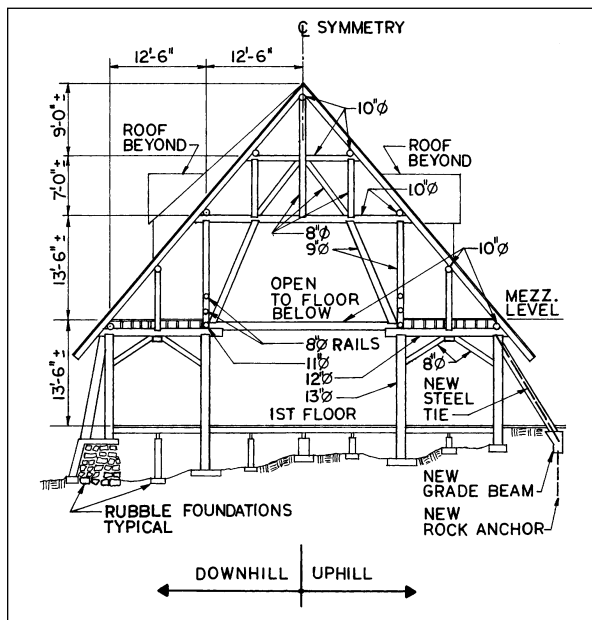 ℄ SYMMETRY
12'-6"
12'-6"
9'-0" ±
7'-0" ±
13'-6" ±
13'-6" ±
10"ø
ROOF
BEYOND
ROOF
BEYOND
10"ø
8"ø
9"ø
10"ø
OPEN
TO FLOOR
BELOW
MEZZ.
LEVEL
8"ø RAILS
11"ø
12"ø
13"ø
8"ø
1ST FLOOR
NEW
STEEL
TIE
NEW
GRADE BEAM
NEW
ROCK ANCHOR
RUBBLE FOUNDATIONS
TYPICAL
DOWNHILL
UPHILL